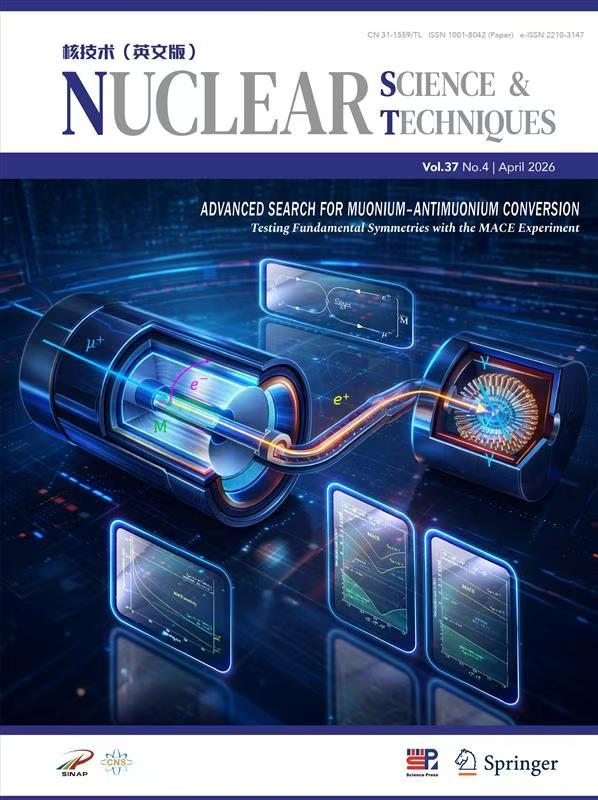 CN 31-1559/TL ISSN 1001-8042 (Paper) e-ISSN 2210-3147
核技术（英文版）
NUCLEAR SCIENCE & TECHNIQUES
Vol.37 No.4 | April 2026
ADVANCED SEARCH FOR MUONIUM–ANTIMUONIUM CONVERSION
Testing Fundamental Symmetries with the MACE Experiment
e⁺
M̄
μ⁻
μ⁺
e⁻
M̄
e⁺
γ
γ
MACE
MACE
SINAP
CNS
Science Press
Springer